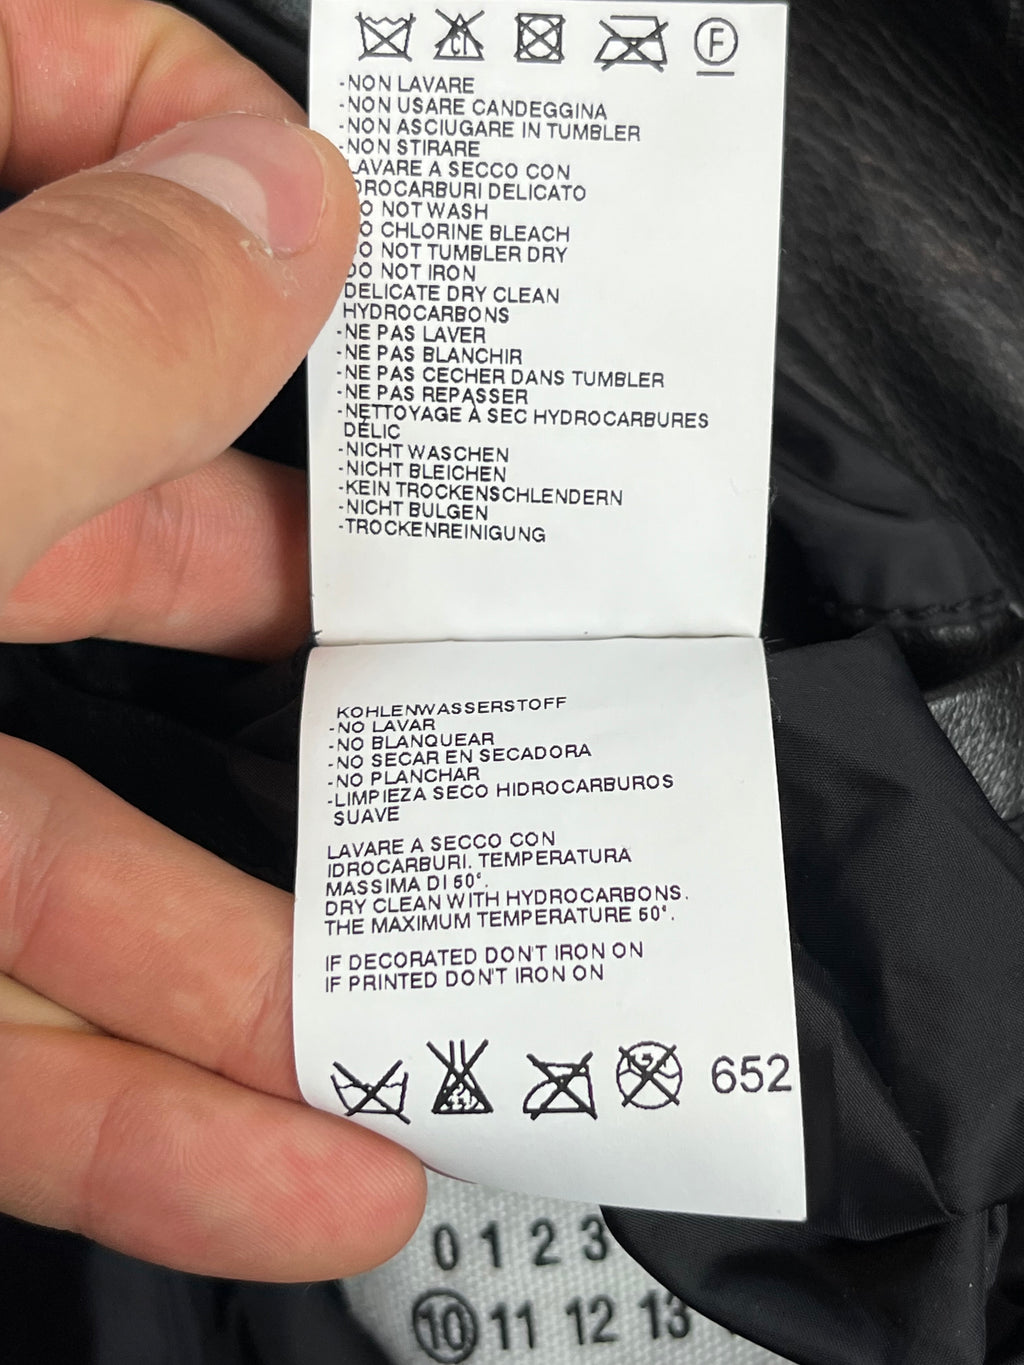 CL
F
-NON LAVARE
-NON USARE CANDEGGINA
-NON ASCIUGARE IN TUMBLER
-NON STIRARE
LAVARE A SECCO CON
DROCARBURI DELICATO
O NOT WASH
O CHLORINE BLEACH
O NOT TUMBLER DRY
DO NOT IRON
DELICATE DRY CLEAN
HYDROCARBONS
-NE PAS LAVER
-NE PAS BLANCHIR
-NE PAS CECHER DANS TUMBLER
-NE PAS REPASSER
-NETTOYAGE À SEC HYDROCARBURES
DÉLIC
-NICHT WASCHEN
-NICHT BLEICHEN
-KEIN TROCKENSCHLENDERN
-NICHT BULGEN
-TROCKENREINIGUNG
KOHLENWASSERSTOFF
-NO LAVAR
-NO BLANQUEAR
-NO SECAR EN SECADORA
-NO PLANCHAR
-LIMPIEZA SECO HIDROCARBUROS
SUAVE
LAVARE A SECCO CON
IDROCARBURI. TEMPERATURA
MASSIMA DI 60°.
DRY CLEAN WITH HYDROCARBONS.
THE MAXIMUM TEMPERATURE 60°.
IF DECORATED DON'T IRON ON
IF PRINTED DON'T IRON ON
652
0 1 2 3
10 11 12 13